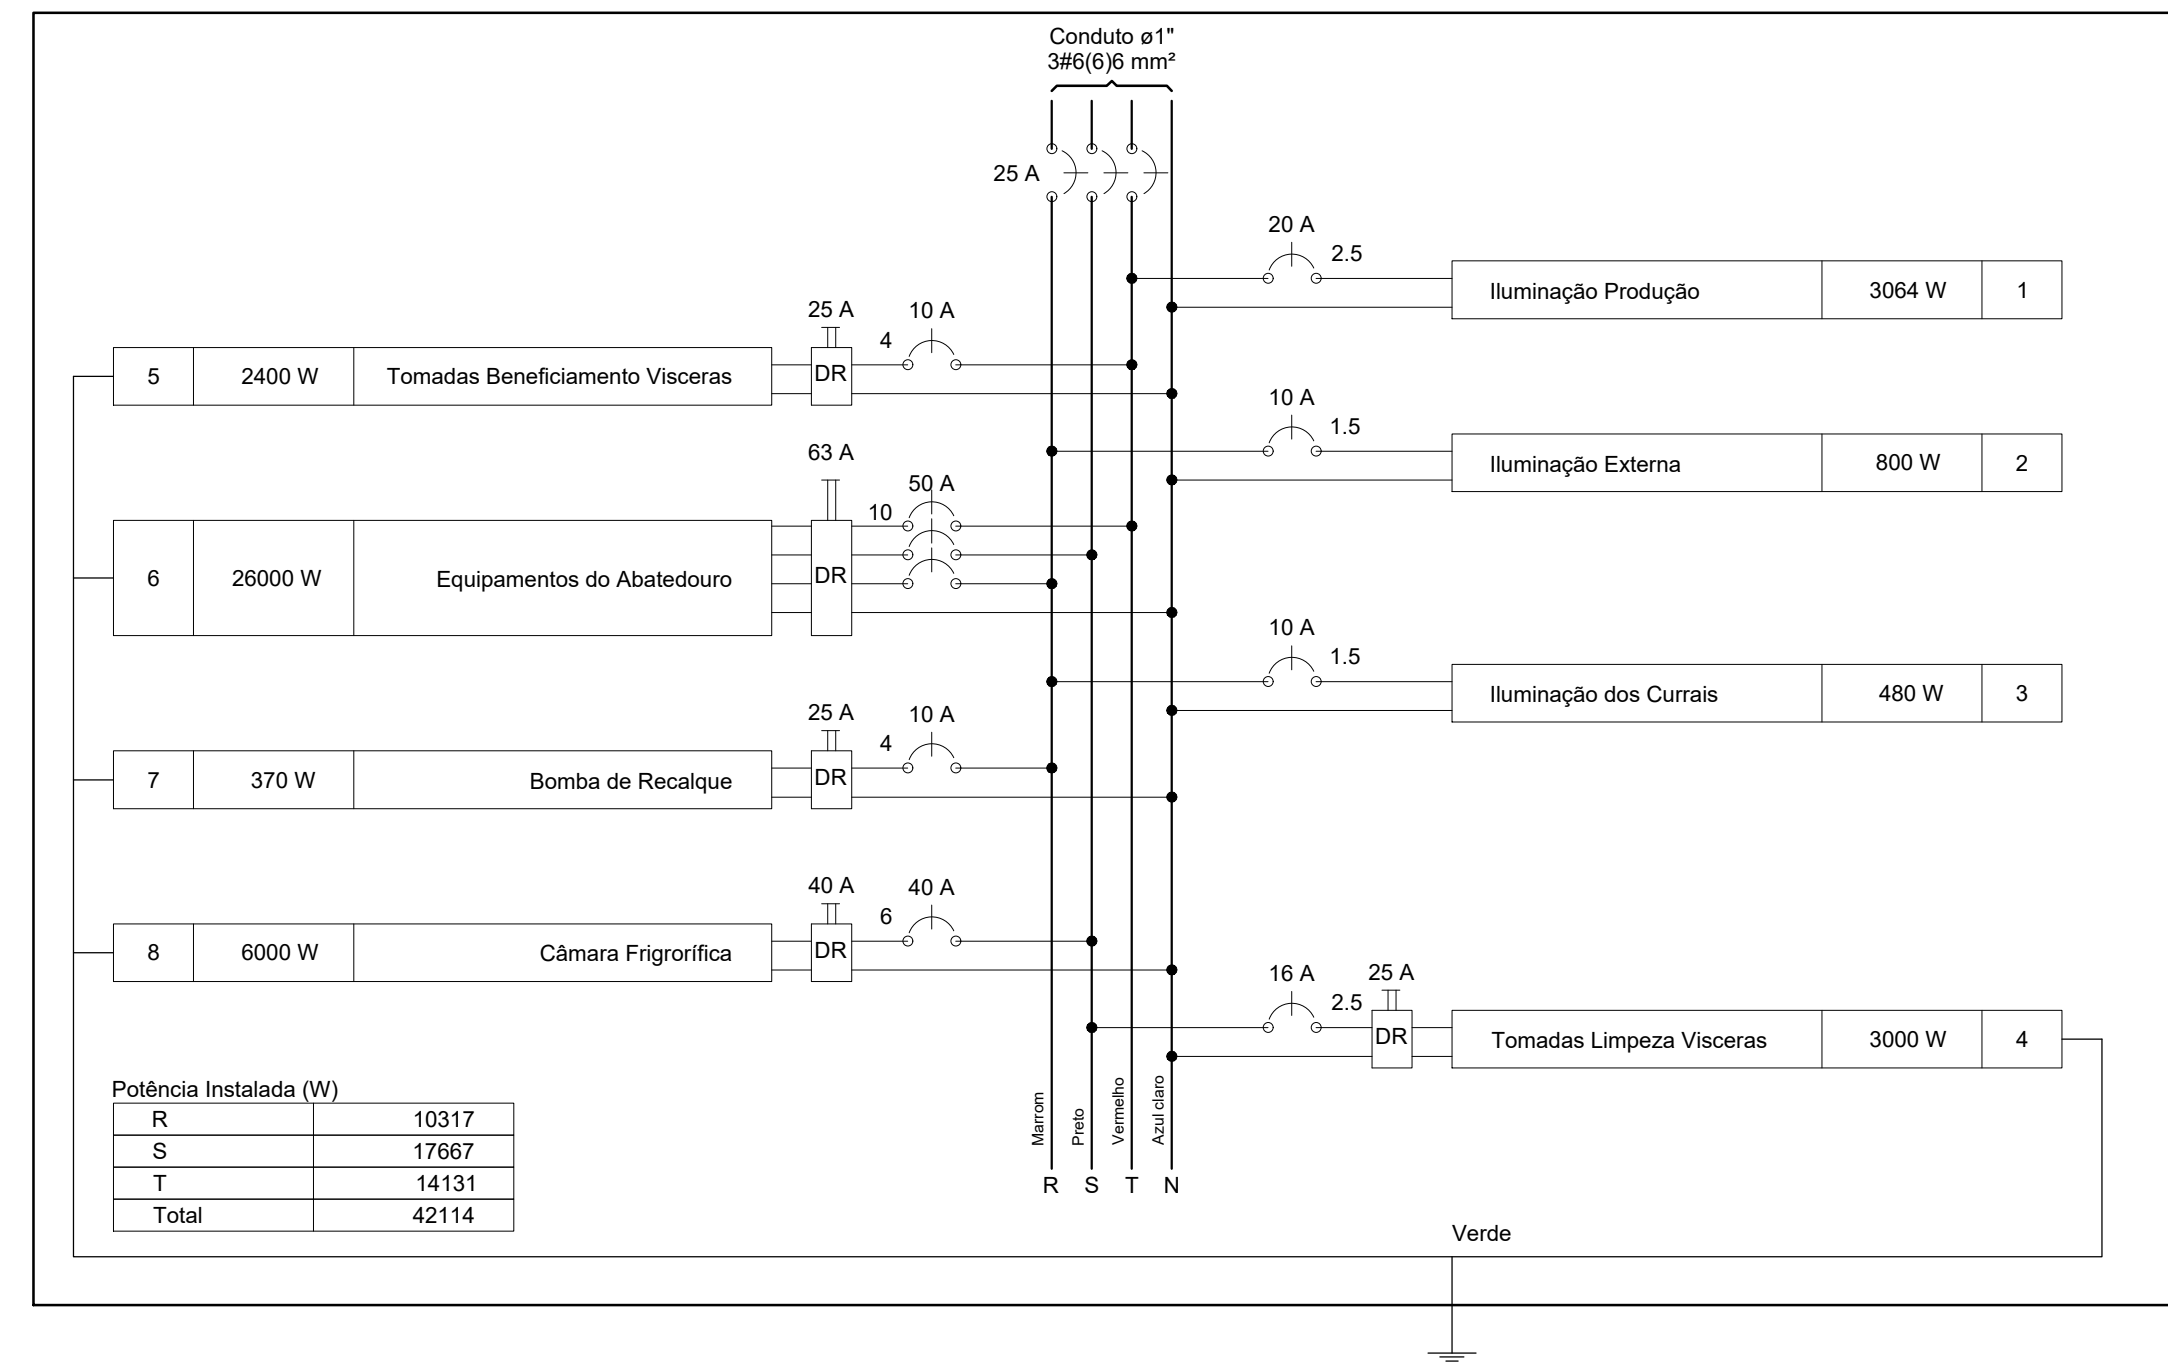 Conduto ø1"
3#6(6)6 mm²
25 A
20 A
2.5
Iluminação Produção 3064 W 1
25 A 10 A
4
5 2400 W Tomadas Beneficiamento Visceras DR
10 A
1.5
Iluminação Externa 800 W 2
63 A
50 A
10
6 26000 W Equipamentos do Abatedouro DR
10 A
1.5
Iluminação dos Currais 480 W 3
25 A 10 A
4
7 370 W Bomba de Recalque DR
40 A 40 A
6
8 6000 W Câmara Frigrorífica DR
16 A 25 A
2.5
DR Tomadas Limpeza Visceras 3000 W 4
Potência Instalada (W)
R 10317
S 17667
T 14131
Total 42114
Marrom
Preto
Vermelho
Azul claro
R S T N
Verde